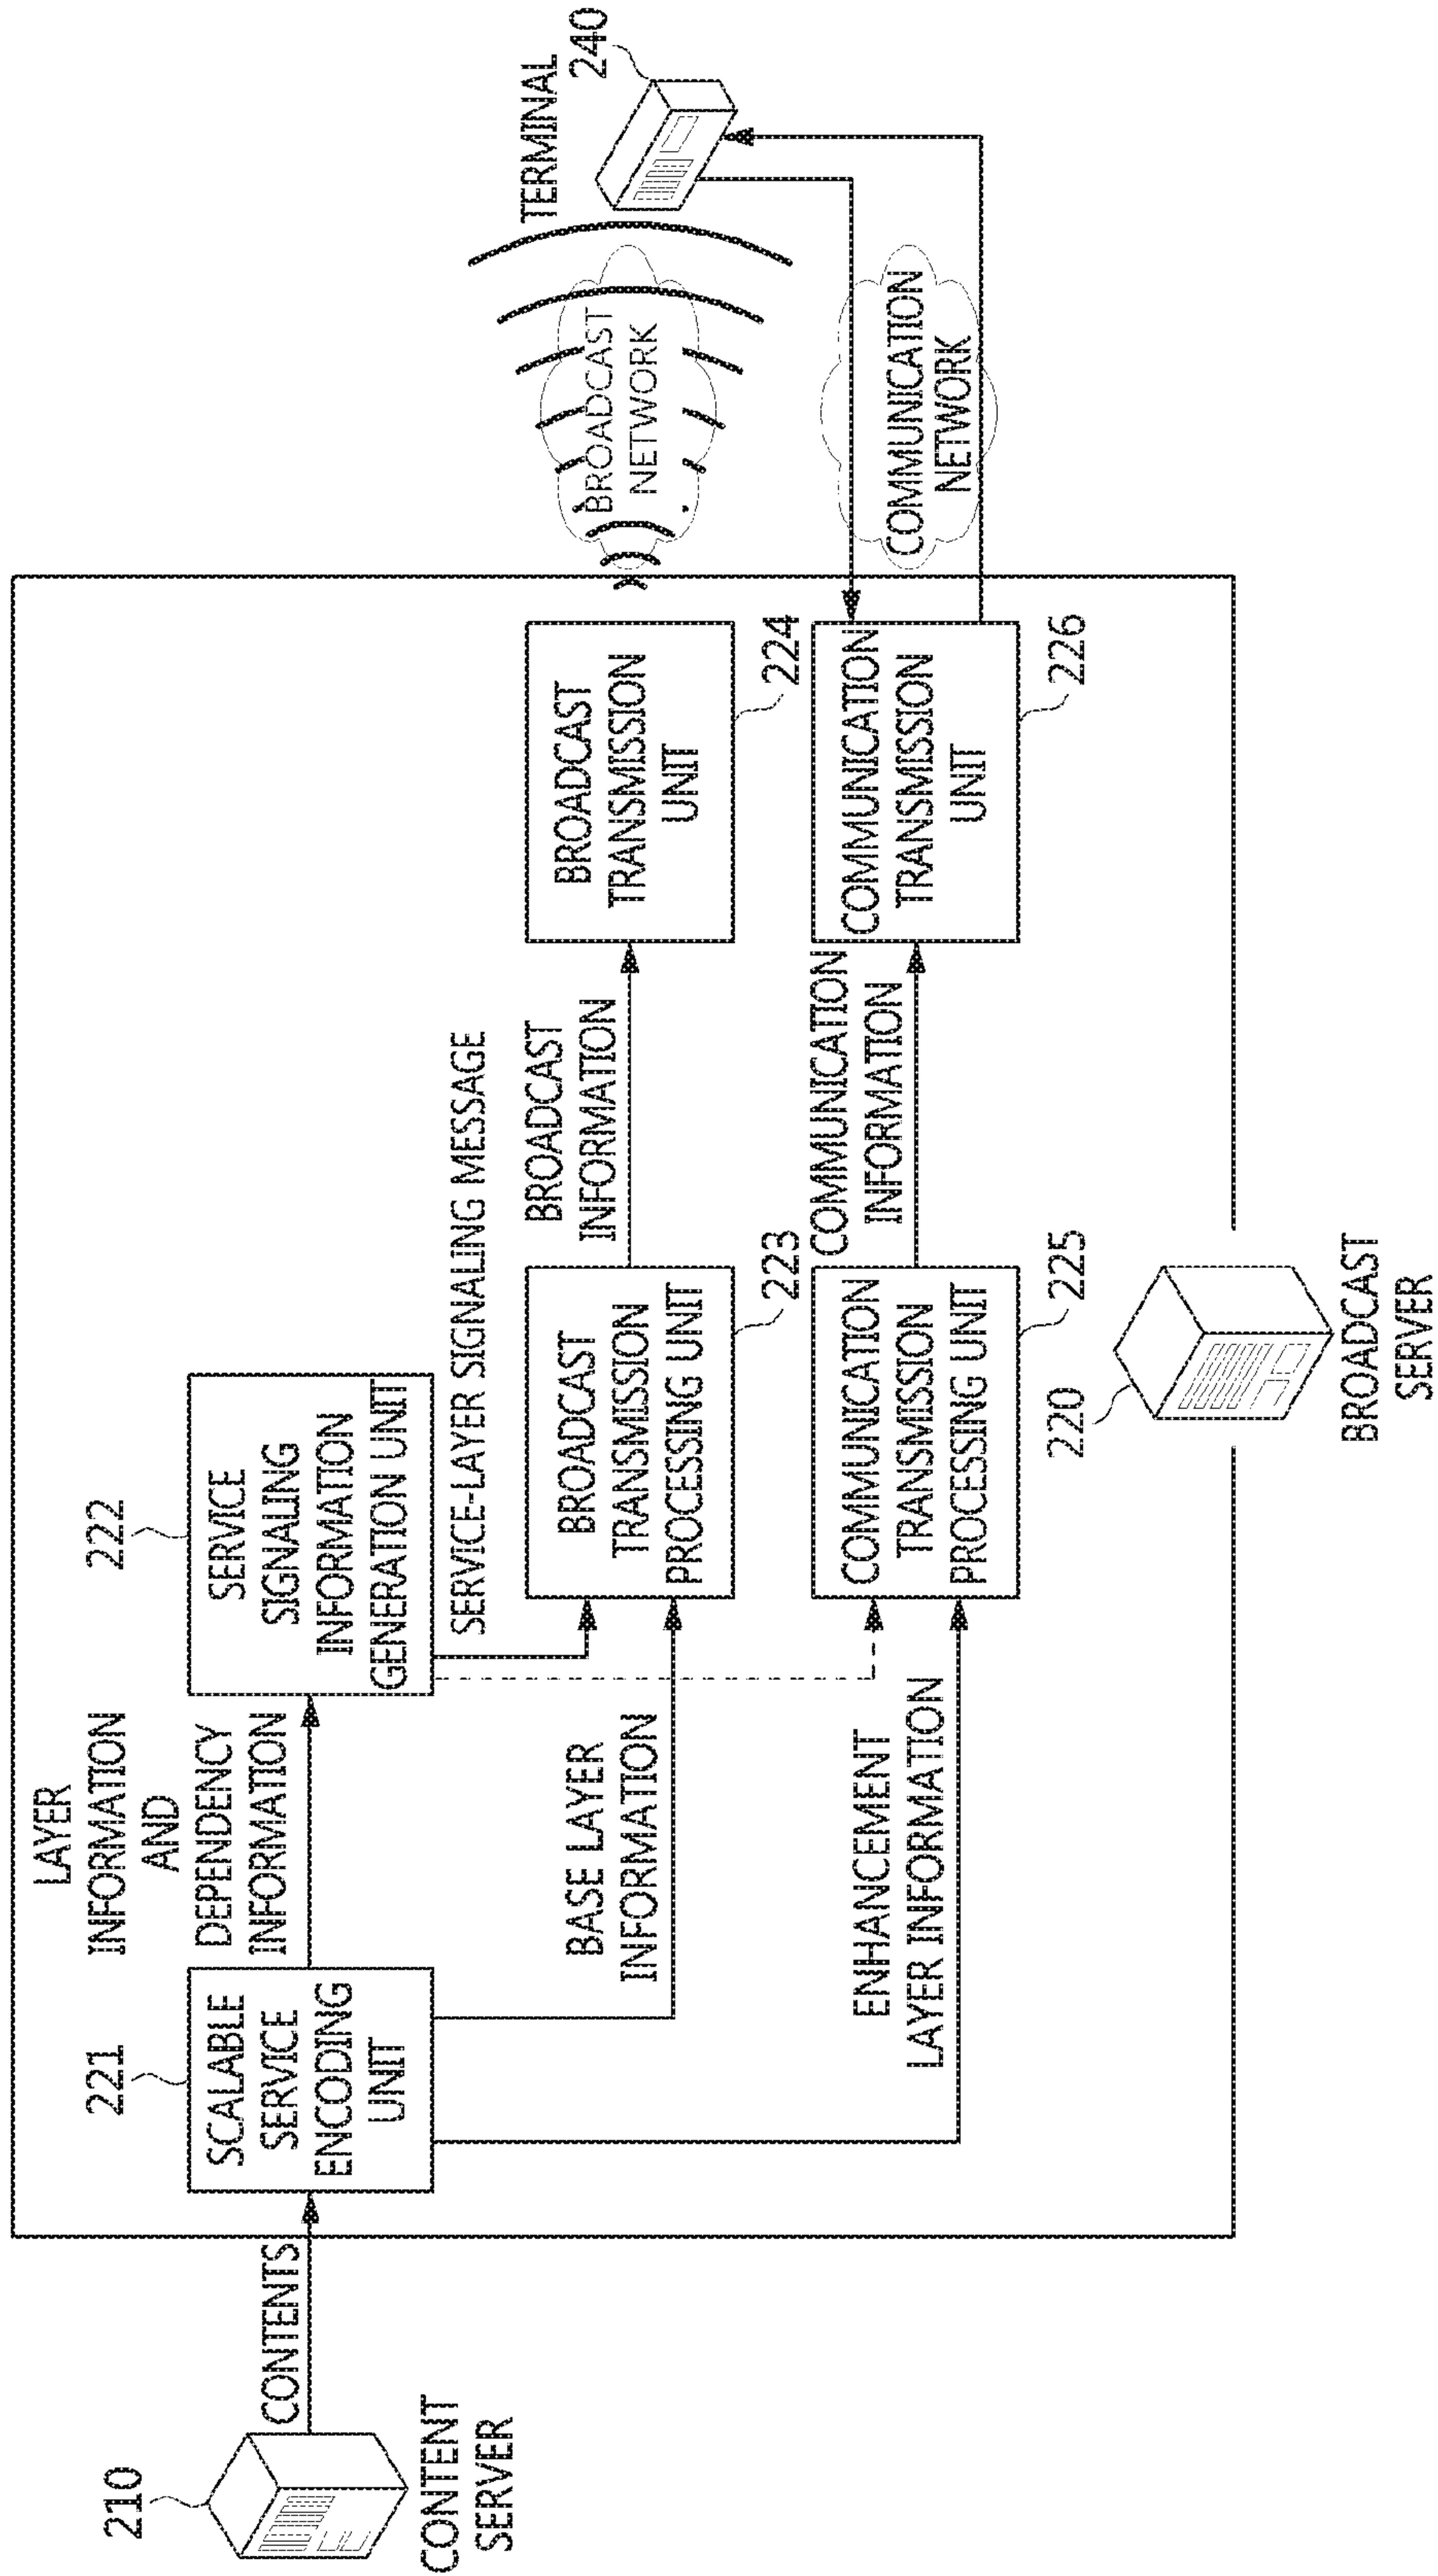 210
CONTENT
SERVER
CONTENTS
221
SCALABLE
SERVICE
ENCODING
UNIT
LAYER
INFORMATION
AND
DEPENDENCY
INFORMATION
222
SERVICE
SIGNALING
INFORMATION
GENERATION UNIT
SERVICE-LAYER SIGNALING MESSAGE
BASE LAYER
INFORMATION
BROADCAST
TRANSMISSION
PROCESSING UNIT
223
BROADCAST
INFORMATION
BROADCAST
TRANSMISSION
UNIT
224
BROADCAST
NETWORK
TERMINAL
240
ENHANCEMENT
LAYER INFORMATION
COMMUNICATION
TRANSMISSION
PROCESSING UNIT
225
COMMUNICATION
INFORMATION
COMMUNICATION
TRANSMISSION
UNIT
226
COMMUNICATION
NETWORK
220
BROADCAST
SERVER